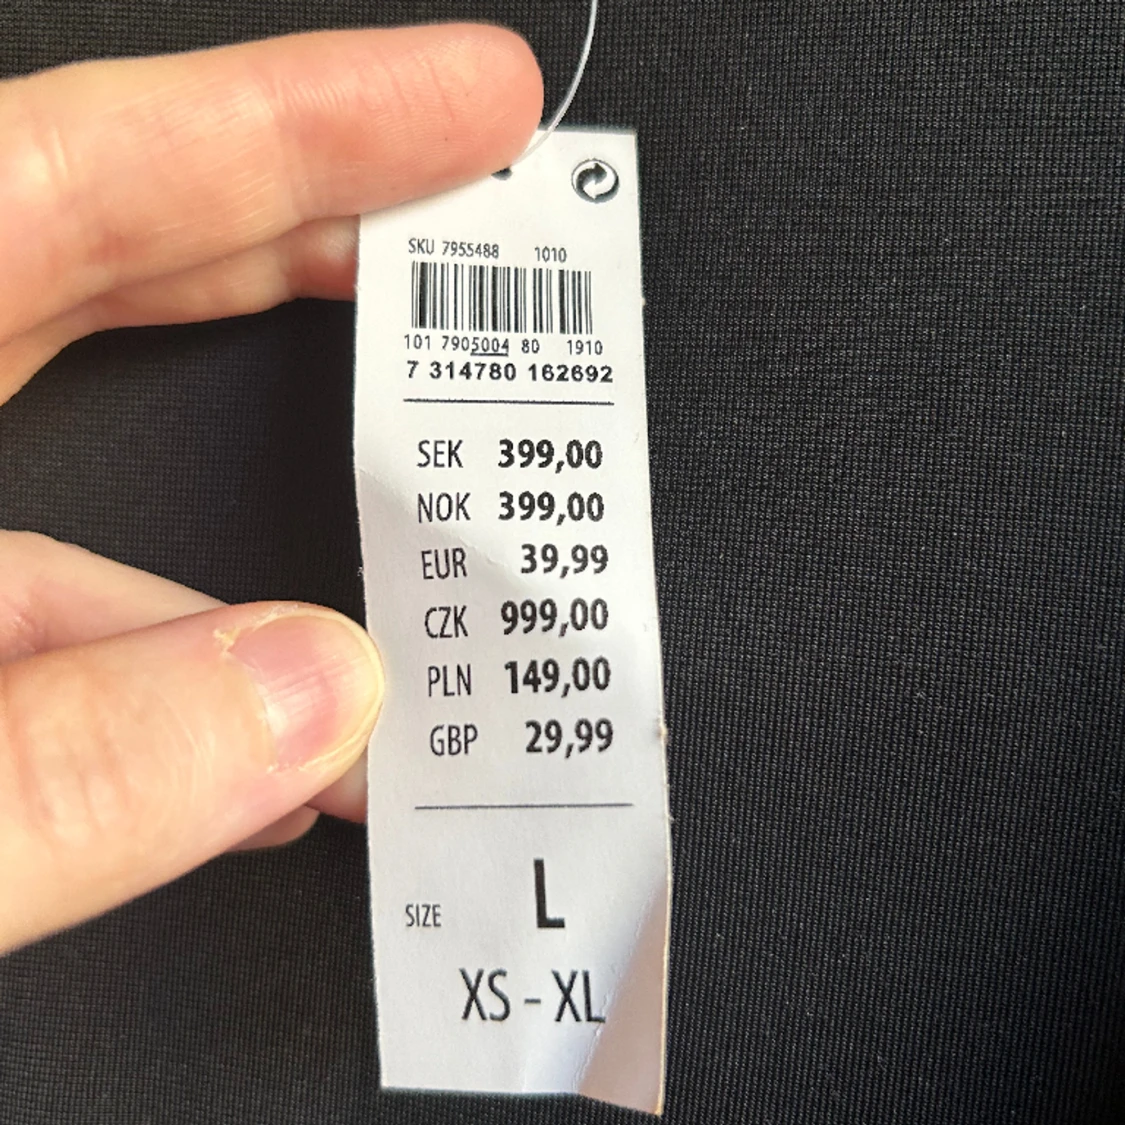 SKU 7955488 1010
101 7905004 80 1910
7 314780 162692
SEK 399,00
NOK 399,00
EUR 39,99
CZK 999,00
PLN 149,00
GBP 29,99
SIZE L
XS - XL